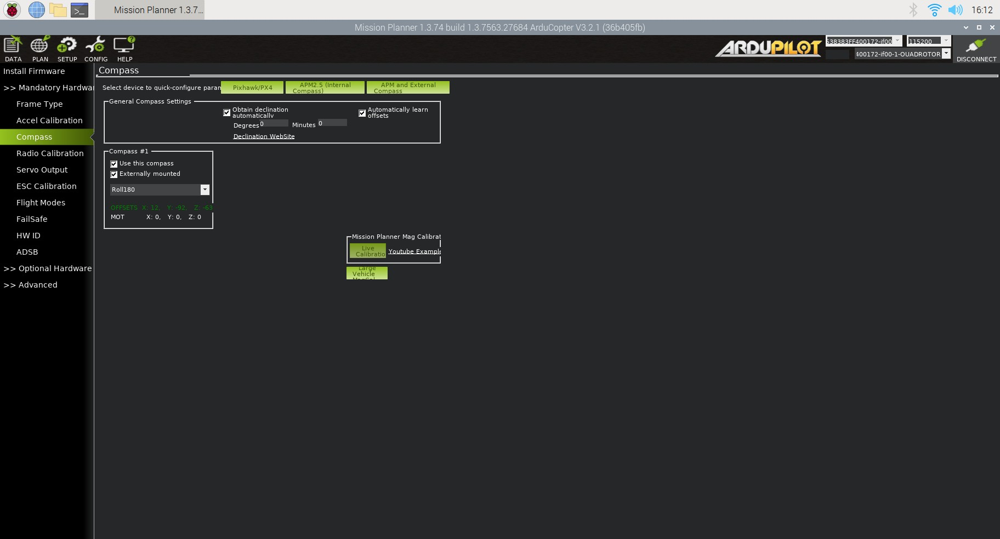 Mission Planner 1.3.7...
16:12
Mission Planner 1.3.74 build 1.3.7563.27684 ArduCopter V3.2.1 (36b405fb)
DATA
PLAN
SETUP
CONFIG
HELP
ARDUPILOT
538383FF400172-if00
115200
400172-if00-1-QUADROTOR
DISCONNECT
Install Firmware
>> Mandatory Hardwar
Frame Type
Accel Calibration
Compass
Radio Calibration
Servo Output
ESC Calibration
Flight Modes
FailSafe
HW ID
ADSB
>> Optional Hardware
>> Advanced
Compass
Select device to quick-configure param
Pixhawk/PX4
APM2.5 (Internal
Compass)
APM and External
Compass
General Compass Settings
Obtain declination
automatically
Automatically learn
offsets
Degrees 0
Minutes 0
Declination WebSite
Compass #1
Use this compass
Externally mounted
Roll180
OFFSETS X: 12, Y: -92, Z: -63
MOT X: 0, Y: 0, Z: 0
Mission Planner Mag Calibrat
Live
Calibratio
Youtube Example
Large
Vehicle
MagCal